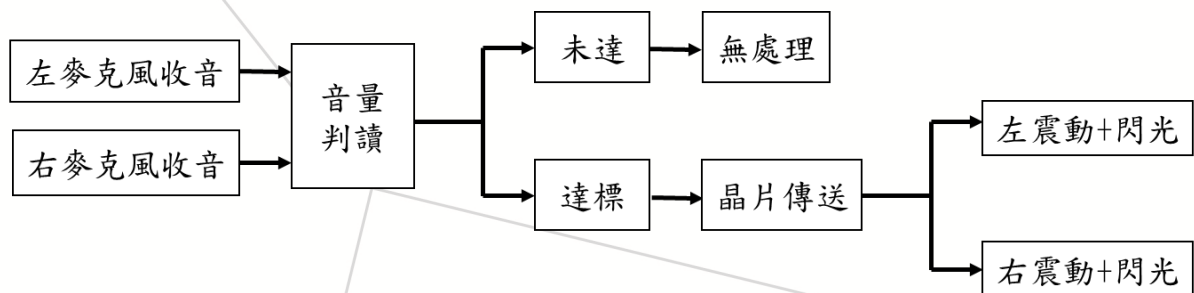 左麥克風收音
右麥克風收音
音量
判讀
未達
無處理
達標
晶片傳送
左震動+閃光
右震動+閃光